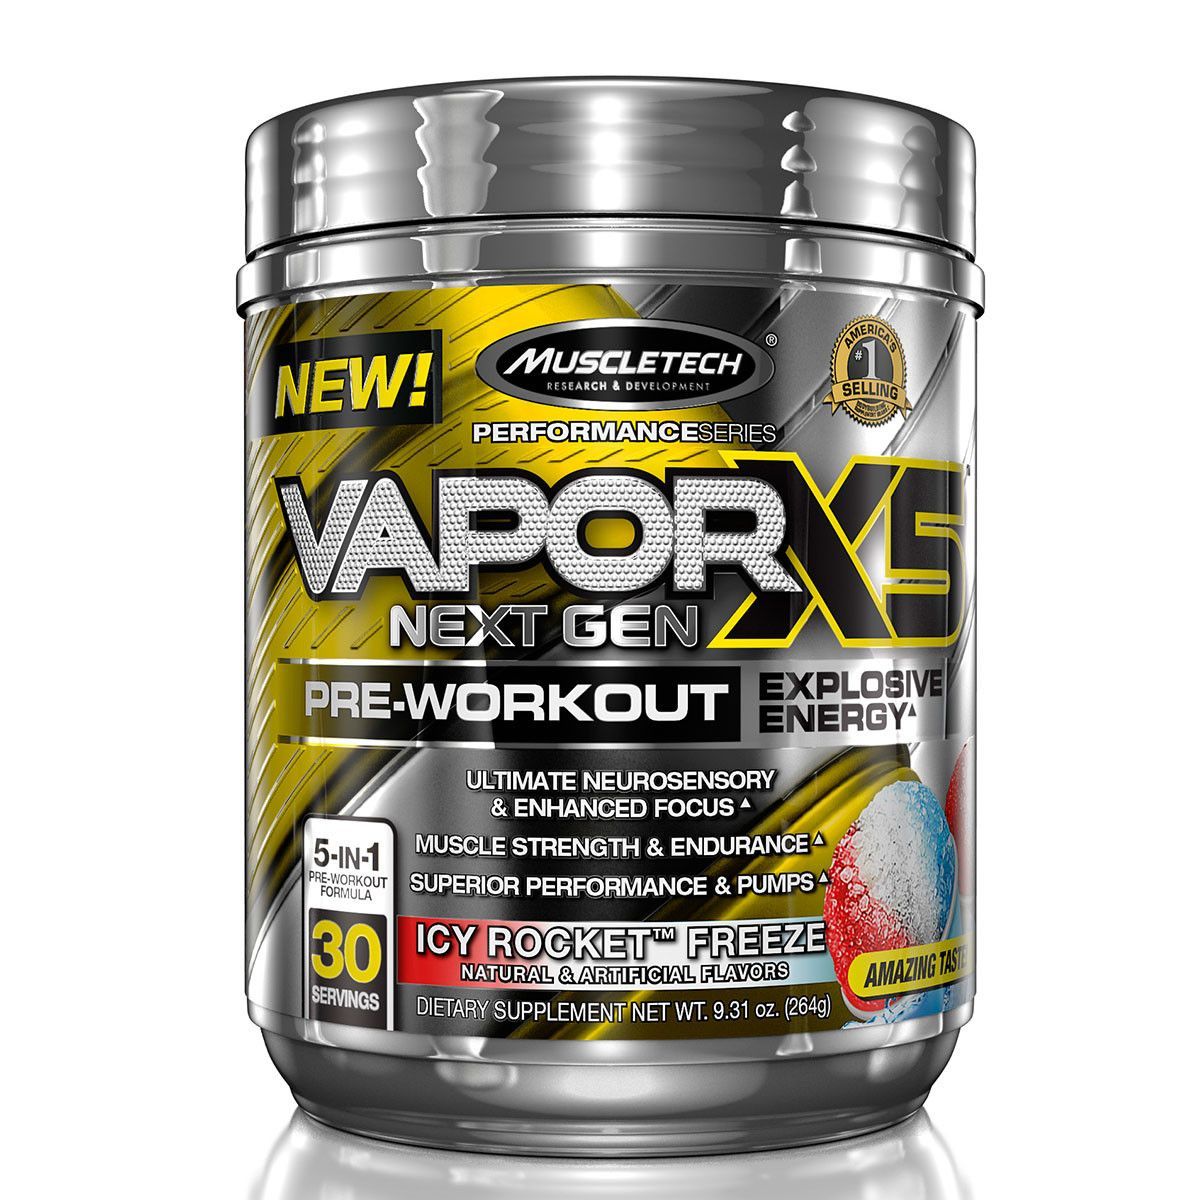 NEW!
MUSCLETECH®
RESEARCH & DEVELOPMENT
AMERICA'S
#1
SELLING
PERFORMANCESERIES
VAPORX5
NEXT GEN
PRE-WORKOUT
EXPLOSIVE
ENERGY▲
ULTIMATE NEUROSENSORY
& ENHANCED FOCUS▲
MUSCLE STRENGTH & ENDURANCE▲
SUPERIOR PERFORMANCE & PUMPS▲
5-IN-1
PRE-WORKOUT
FORMULA
30
SERVINGS
ICY ROCKET™ FREEZE
NATURAL & ARTIFICIAL FLAVORS
AMAZING TASTE
DIETARY SUPPLEMENT NET WT. 9.31 oz. (264g)